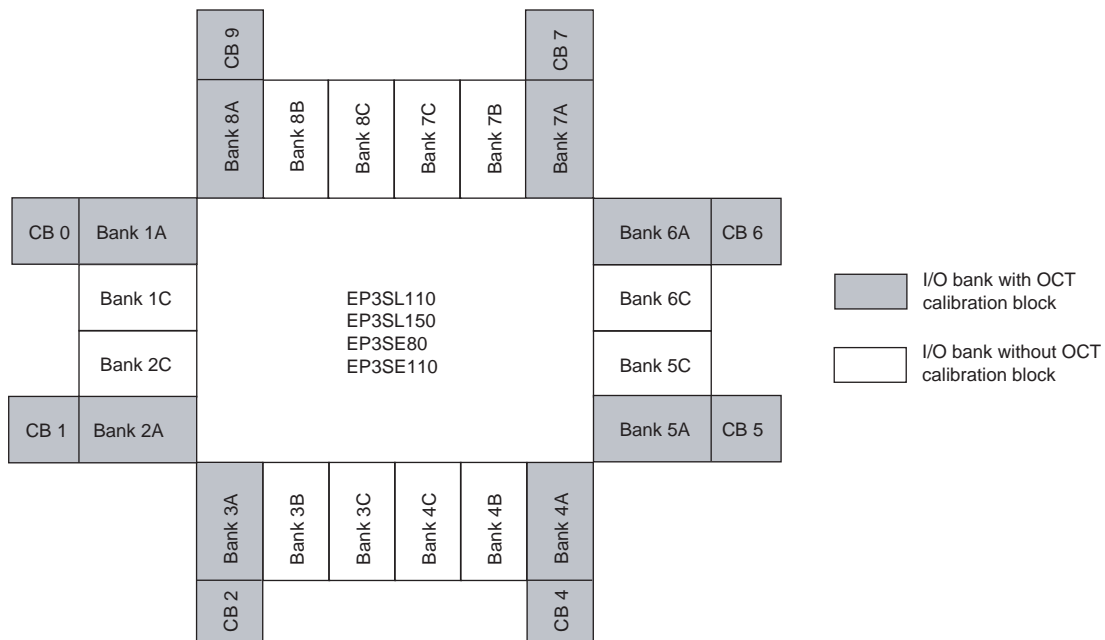 CB 9
CB 7
Bank 8A
Bank 8B
Bank 8C
Bank 7C
Bank 7B
Bank 7A
CB 0
Bank 1A
Bank 6A
CB 6
Bank 1C
Bank 6C
Bank 2C
Bank 5C
CB 1
Bank 2A
Bank 5A
CB 5
EP3SL110
EP3SL150
EP3SE80
EP3SE110
Bank 3A
Bank 3B
Bank 3C
Bank 4C
Bank 4B
Bank 4A
CB 2
CB 4
I/O bank with OCT
calibration block
I/O bank without OCT
calibration block